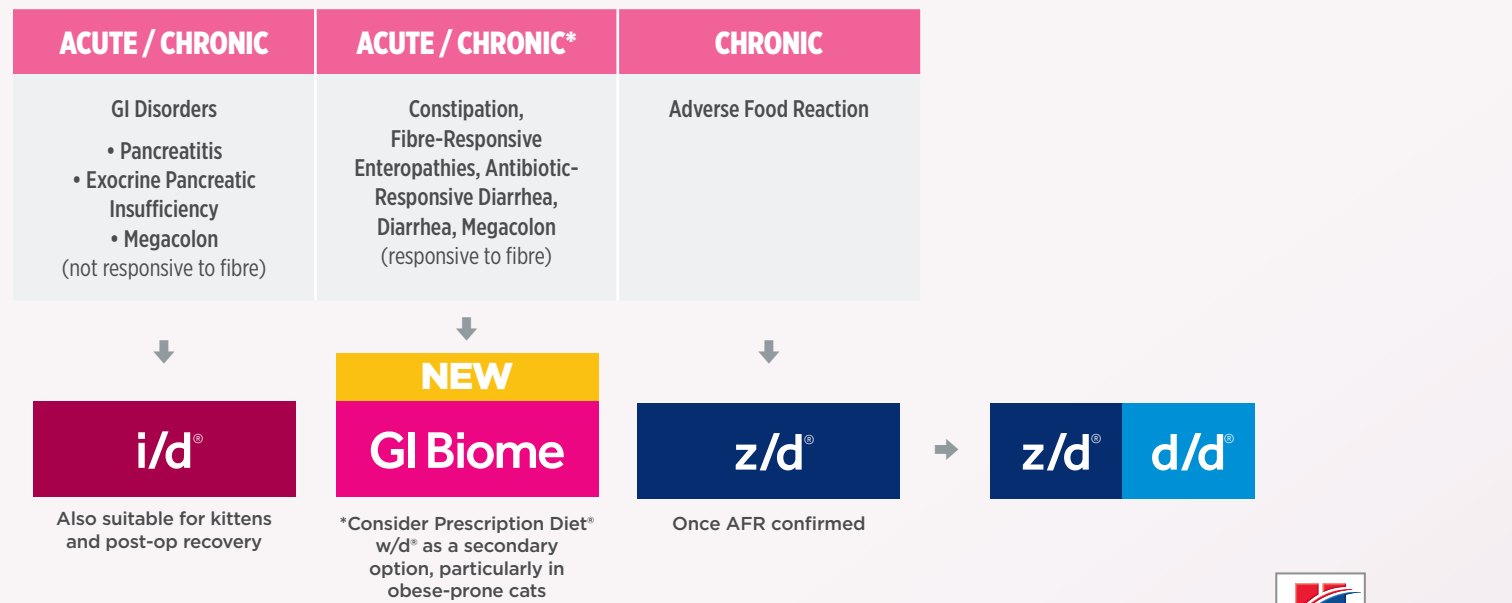 ACUTE / CHRONIC
GI Disorders
• Pancreatitis
• Exocrine Pancreatic
Insufficiency
• Megacolon
(not responsive to fibre)
i/d®
Also suitable for kittens
and post-op recovery
ACUTE / CHRONIC*
Constipation,
Fibre-Responsive
Enteropathies, Antibiotic-
Responsive Diarrhea,
Diarrhea, Megacolon
(responsive to fibre)
NEW
GI Biome
*Consider Prescription Diet®
w/d® as a secondary
option, particularly in
obese-prone cats
CHRONIC
Adverse Food Reaction
z/d®
Once AFR confirmed
z/d® d/d®